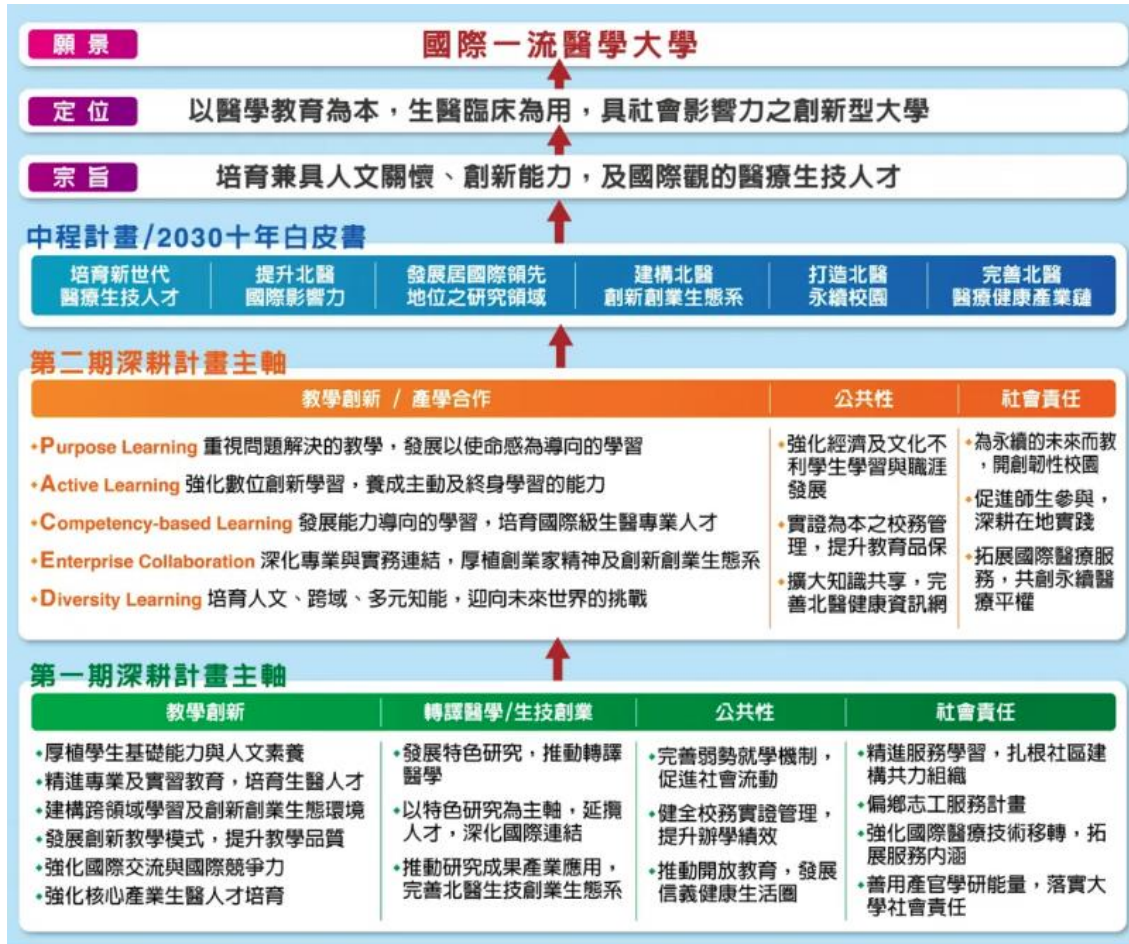 願景
國際一流醫學大學
定位
以醫學教育為本，生醫臨床為用，具社會影響力之創新型大學
宗旨
培育兼具人文關懷、創新能力，及國際觀的醫療生技人才
中程計畫/2030十年白皮書
培育新世代
醫療生技人才
提升北醫
國際影響力
發展居國際領先
地位之研究領域
建構北醫
創新創業生態系
打造北醫
永續校園
完善北醫
醫療健康產業鏈
第二期深耕計畫主軸
教學創新 / 產學合作
•Purpose Learning 重視問題解決的教學，發展以使命感為導向的學習
•Active Learning 強化數位創新學習，養成主動及終身學習的能力
•Competency-based Learning 發展能力導向的學習，培育國際級生醫專業人才
•Enterprise Collaboration 深化專業與實務連結，厚植創業家精神及創新創業生態系
•Diversity Learning 培育人文、跨域、多元知能，迎向未來世界的挑戰
公共性
•強化經濟及文化不
利學生學習與職涯
發展
•實證為本之校務管
理，提升教育品保
•擴大知識共享，完
善北醫健康資訊網
社會責任
•為永續的未來而教
，開創韌性校園
•促進師生參與，
深耕在地實踐
•拓展國際醫療服
務，共創永續醫
療平權
第一期深耕計畫主軸
教學創新
•厚植學生基礎能力與人文素養
•精進專業及實習教育，培育生醫人才
•建構跨領域學習及創新創業生態環境
•發展創新教學模式，提升教學品質
•強化國際交流與國際競爭力
•強化核心產業生醫人才培育
轉譯醫學/生技創業
•發展特色研究，推動轉譯
醫學
•以特色研究為主軸，延攬
人才，深化國際連結
•推動研究成果產業應用，
完善北醫生技創業生態系
公共性
•完善弱勢就學機制，
促進社會流動
•健全校務實證管理，
提升辦學績效
•推動開放教育，發展
信義健康生活圈
社會責任
•精進服務學習，扎根社區建
構共力組織
•偏鄉志工服務計畫
•強化國際醫療技術移轉，拓
展服務內涵
•善用產官學研能量，落實大
學社會責任